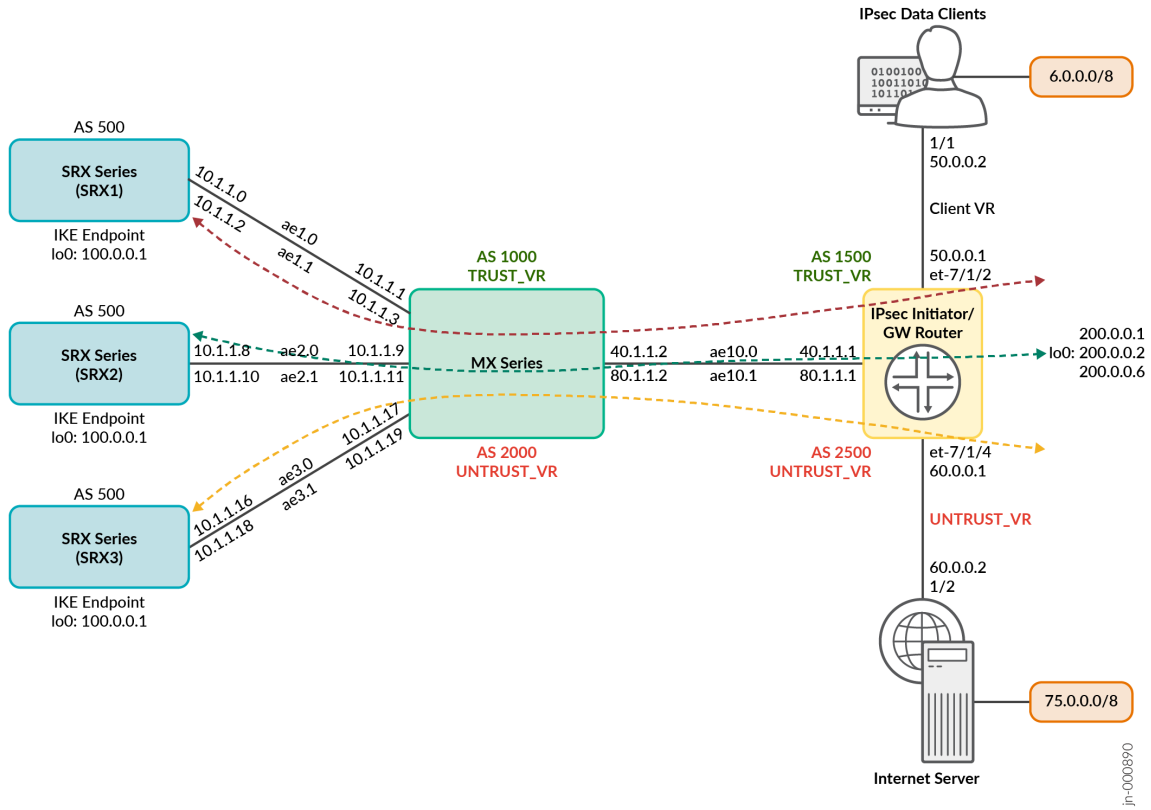 IPsec Data Clients
0100100
10011010
1011010
6.0.0.0/8
1/1
50.0.0.2
Client VR
50.0.0.1
et-7/1/2
AS 500
SRX Series
(SRX1)
IKE Endpoint
lo0: 100.0.0.1
10.1.1.0
10.1.1.2
ae1.0
ae1.1
10.1.1.1
10.1.1.3
AS 1000
TRUST_VR
AS 1500
TRUST_VR
AS 500
SRX Series
(SRX2)
IKE Endpoint
lo0: 100.0.0.1
10.1.1.8
ae2.0
10.1.1.9
10.1.1.10
ae2.1
10.1.1.11
MX Series
40.1.1.2
ae10.0
40.1.1.1
80.1.1.2
ae10.1
80.1.1.1
IPsec Initiator/
GW Router
200.0.0.1
lo0: 200.0.0.2
200.0.0.6
AS 500
SRX Series
(SRX3)
IKE Endpoint
lo0: 100.0.0.1
10.1.1.17
10.1.1.19
ae3.0
ae3.1
10.1.1.16
10.1.1.18
AS 2000
UNTRUST_VR
AS 2500
UNTRUST_VR
et-7/1/4
60.0.0.1
UNTRUST_VR
60.0.0.2
1/2
75.0.0.0/8
Internet Server
jn-000890